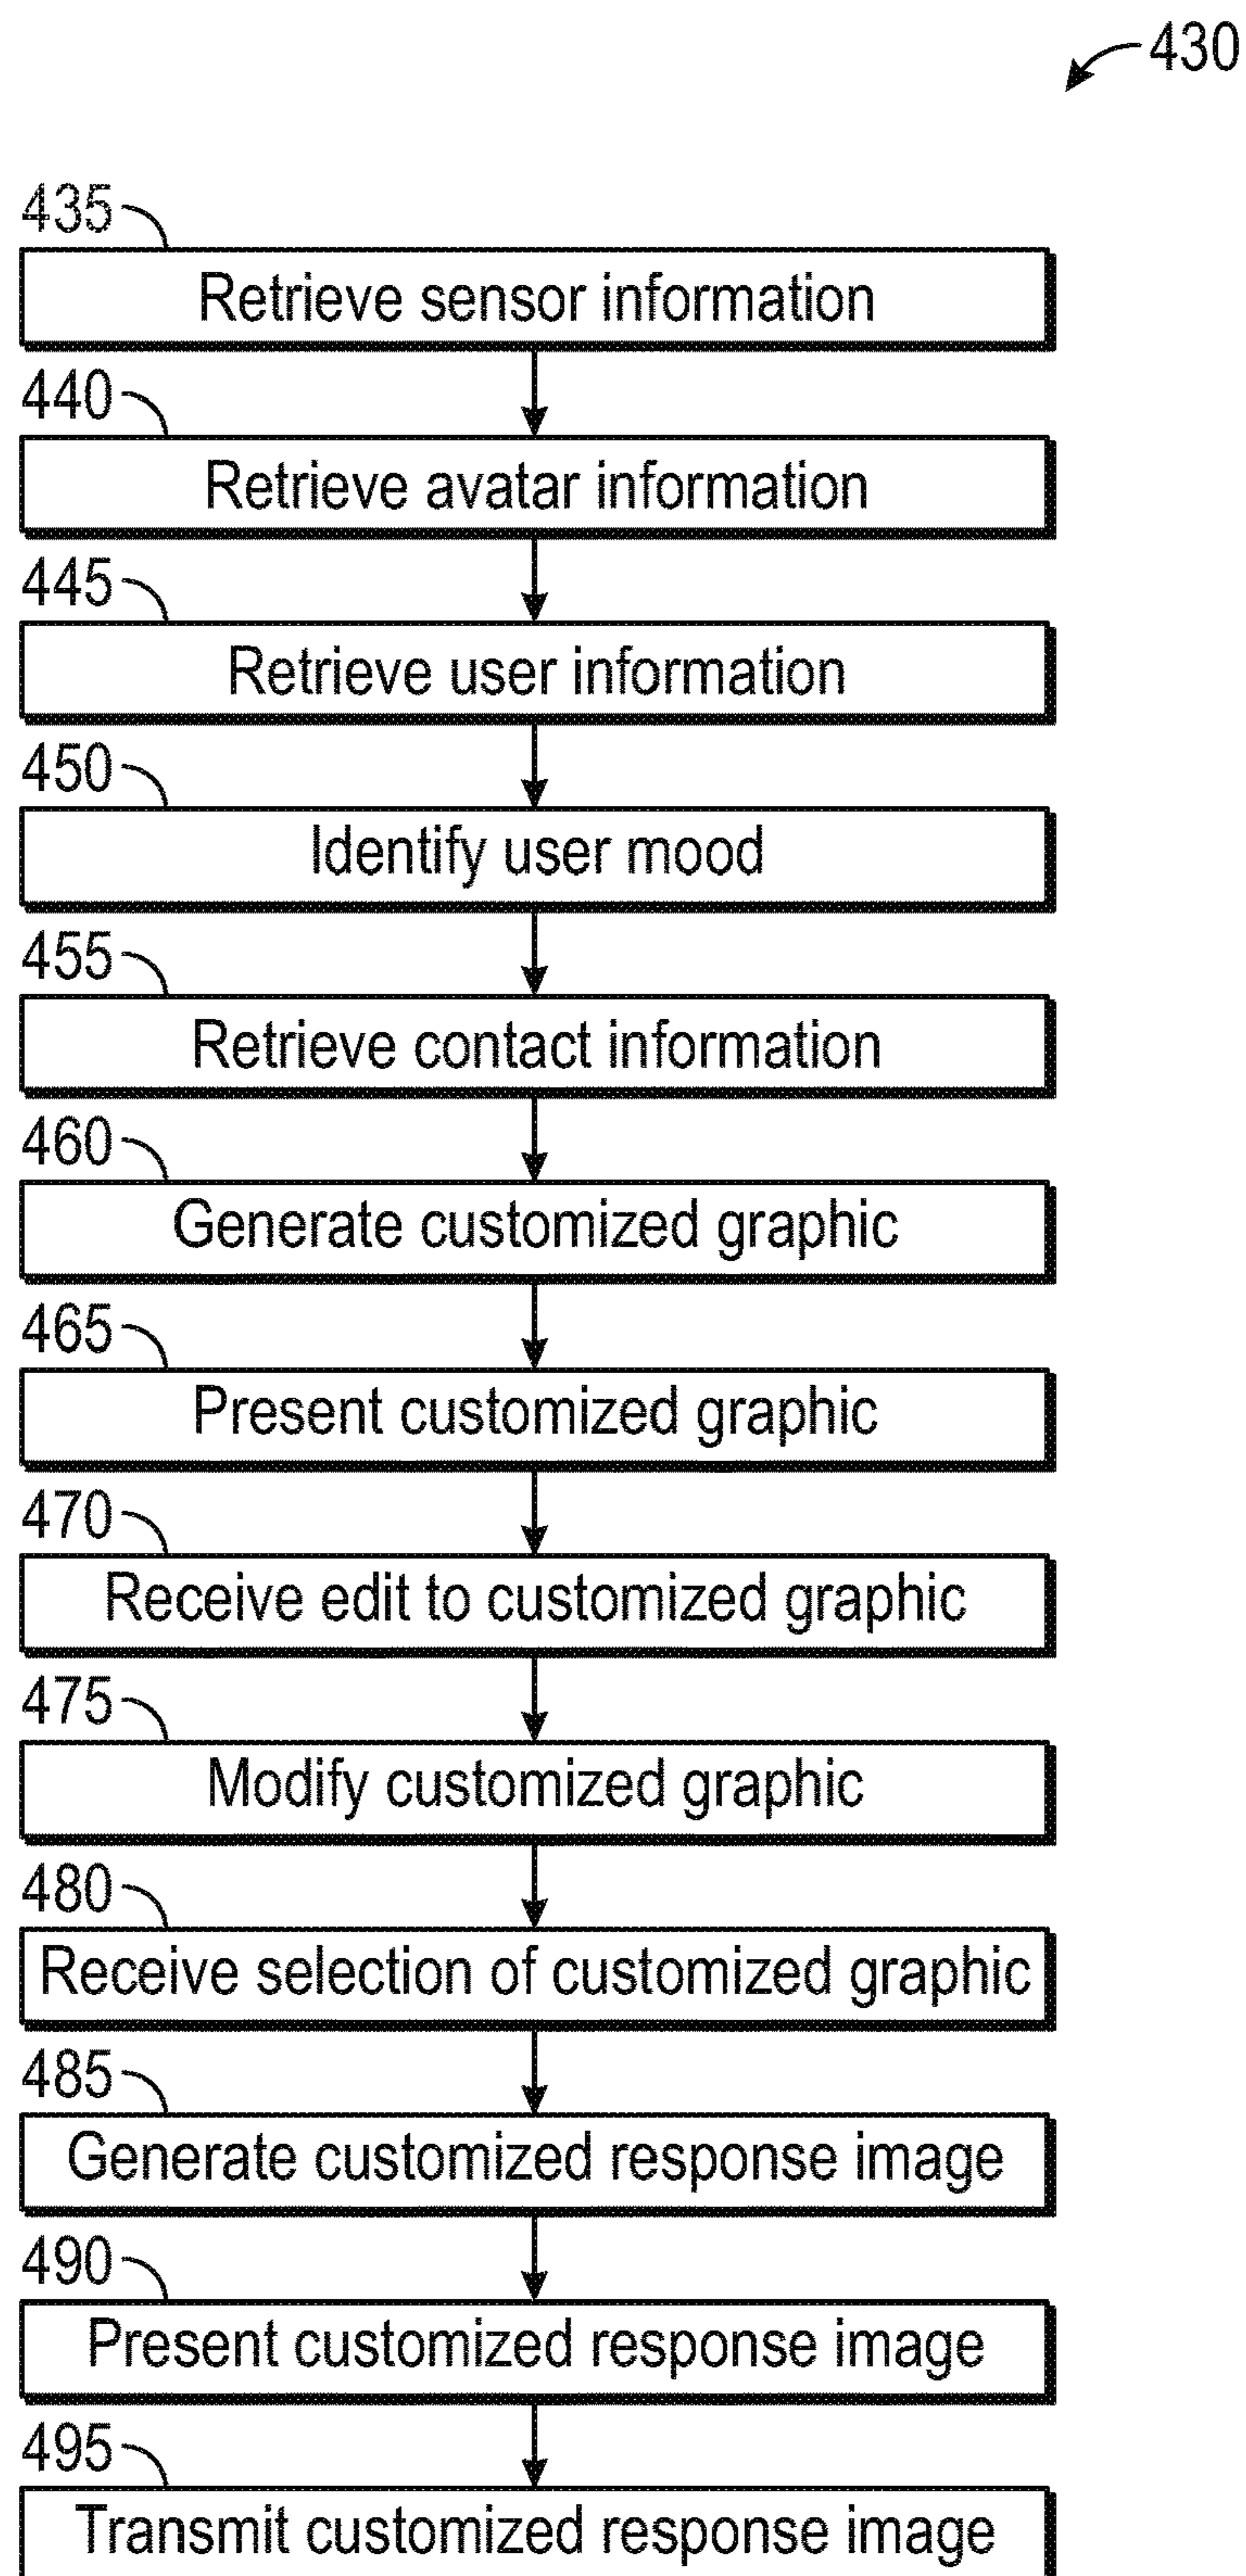 430
435
Retrieve sensor information
440
Retrieve avatar information
445
Retrieve user information
450
Identify user mood
455
Retrieve contact information
460
Generate customized graphic
465
Present customized graphic
470
Receive edit to customized graphic
475
Modify customized graphic
480
Receive selection of customized graphic
485
Generate customized response image
490
Present customized response image
495
Transmit customized response image